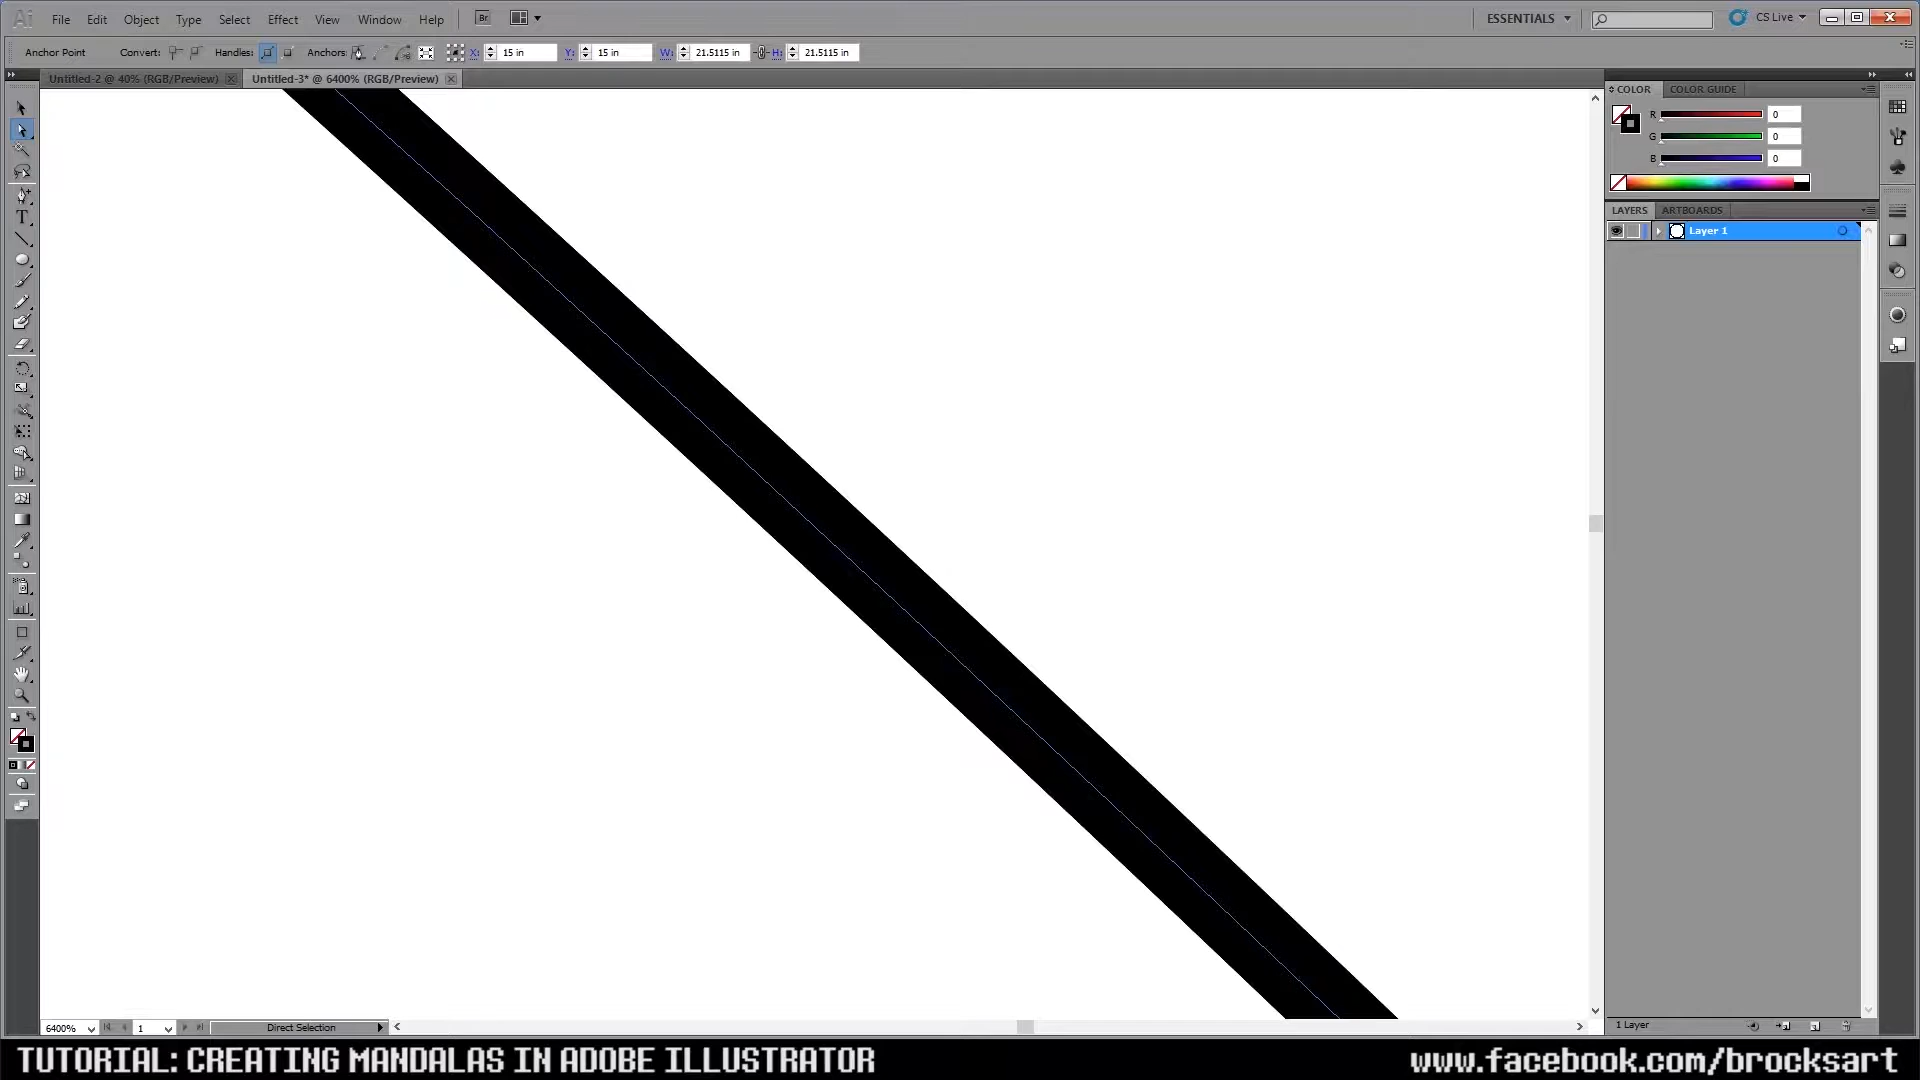 Ai File Edit Object Type Select Effect View Window Help Br ESSENTIALS CS Live
Anchor Point Convert: Handles: Anchors: X: 15 in Y: 15 in W: 21.5115 in H: 21.5115 in
Untitled-2 @ 40% (RGB/Preview) Untitled-3* @ 6400% (RGB/Preview)
COLOR COLOR GUIDE
R 0
G 0
B 0
LAYERS ARTBOARDS
Layer 1
1 Layer
6400% 1 Direct Selection
TUTORIAL: CREATING MANDALAS IN ADOBE ILLUSTRATOR www.facebook.com/brocksart